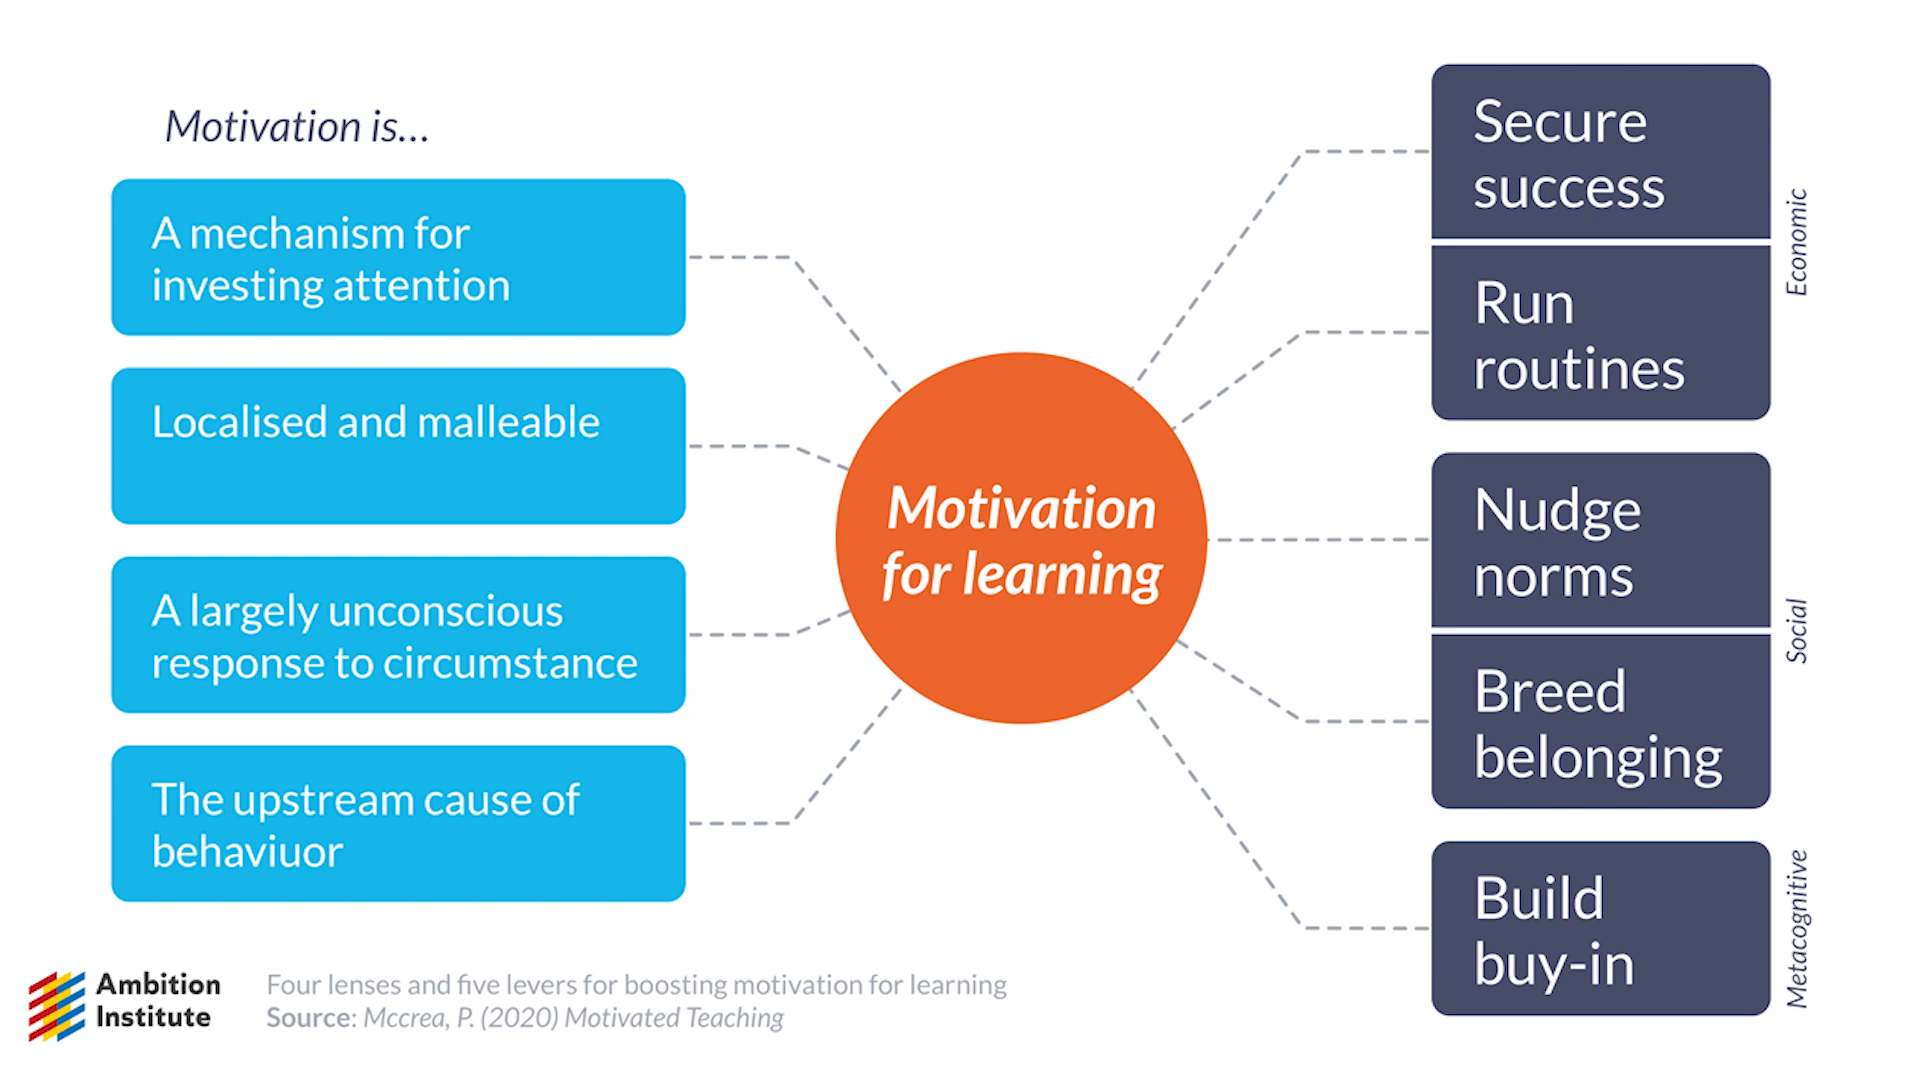 Motivation is...
A mechanism for
investing attention
Localised and malleable
A largely unconscious
response to circumstance
The upstream cause of
behaviuor
Motivation
for learning
Secure
success
Run
routines
Economic
Nudge
norms
Breed
belonging
Social
Build
buy-in
Metacognitive
Ambition
Institute
Four lenses and five levers for boosting motivation for learning
Source: Mccrea, P. (2020) Motivated Teaching